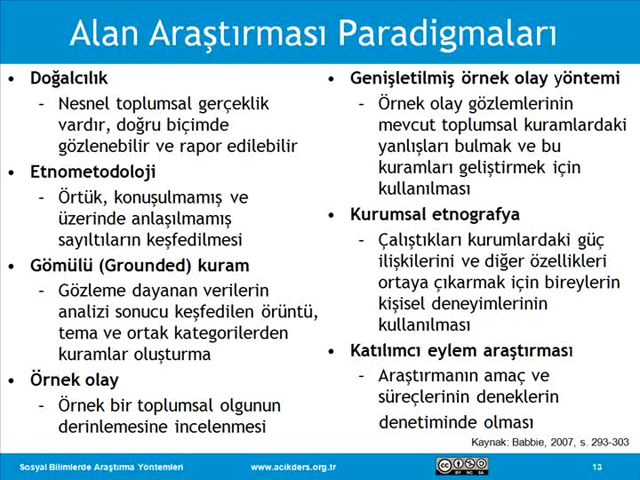 Alan Araştırması Paradigmaları
• Doğalcılık
– Nesnel toplumsal gerçeklik
vardır, doğru biçimde
gözlenebilir ve rapor edilebilir
• Etnometodoloji
– Örtük, konuşulmamış ve
üzerinde anlaşılmamış
sayıltıların keşfedilmesi
• Gömülü (Grounded) kuram
– Gözleme dayanan verilerin
analizi sonucu keşfedilen örüntü,
tema ve ortak kategorilerden
kuramlar oluşturma
• Örnek olay
– Örnek bir toplumsal olgunun
derinlemesine incelenmesi
• Genişletilmiş örnek olay yöntemi
– Örnek olay gözlemlerinin
mevcut toplumsal kuramlardaki
yanlışları bulmak ve bu
kuramları geliştirmek için
kullanılması
• Kurumsal etnografya
– Çalıştıkları kurumlardaki güç
ilişkilerini ve diğer özellikleri
ortaya çıkarmak için bireylerin
kişisel deneyimlerinin
kullanılması
• Katılımcı eylem araştırması
– Araştırmanın amaç ve
süreçlerinin deneklerin
denetiminde olması
Kaynak: Babbie, 2007, s. 293-303
Sosyal Bilimlerde Araştırma Yöntemleri
www.acikders.org.tr
cc
BY NC SA
13